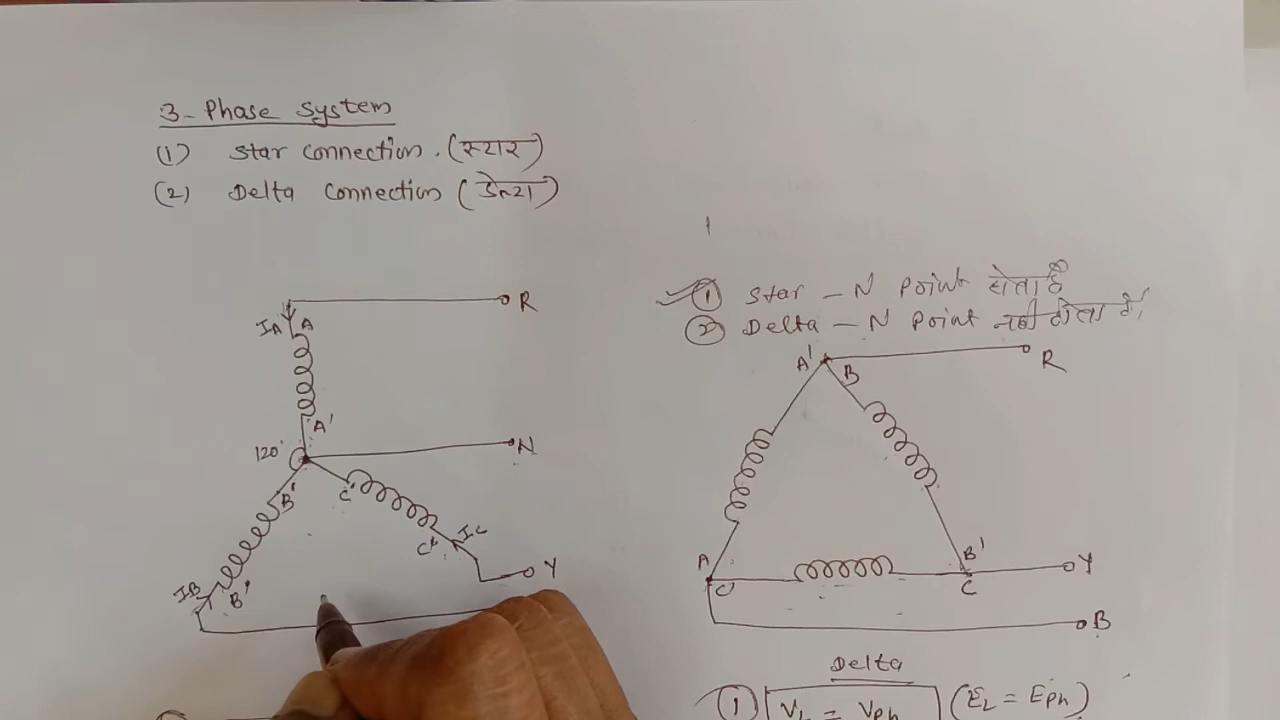 3- Phase System
(1) Star Connection. (स्टार)
(2) Delta Connection (डेल्टा)
① Star - N Point होता है
② Delta - N Point नही होता है।
R
IA A
A'
120°
N
B'
C'
IC
C'
Y
IB
B'
A'
B
R
A
C'
B'
C
Y
B
Delta
① VL = VPh (EL = EPh)